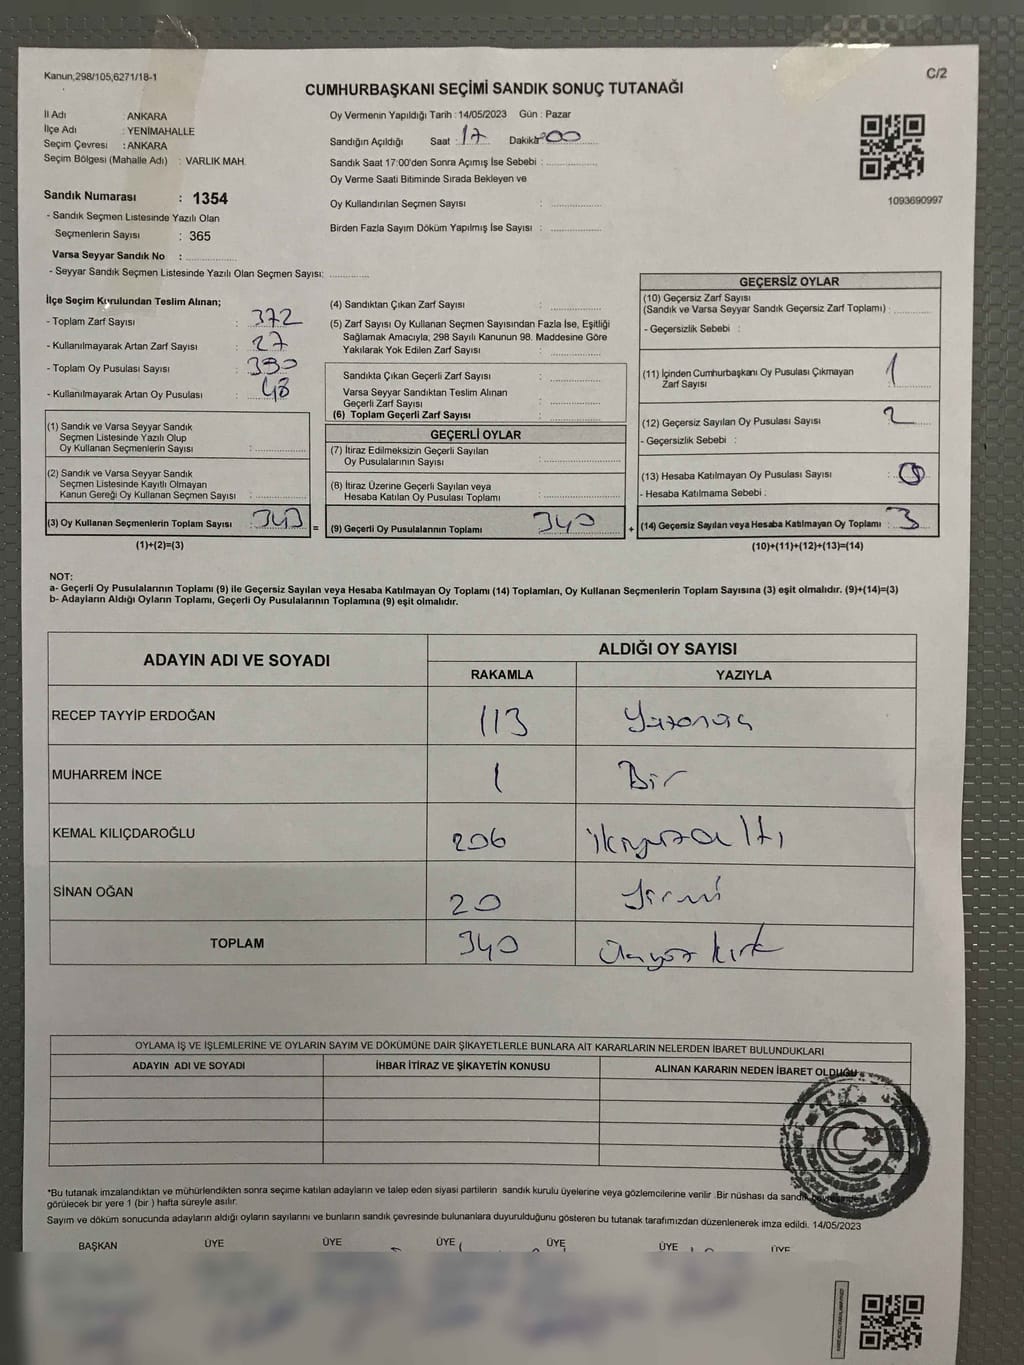 Kanun,298/105,6271/18-1
C/2
CUMHURBAŞKANI SEÇİMİ SANDIK SONUÇ TUTANAĞI
İl Adı : ANKARA
İlçe Adı : YENİMAHALLE
Seçim Çevresi : ANKARA
Seçim Bölgesi (Mahalle Adı) : VARLIK MAH.
Oy Vermenin Yapıldığı Tarih : 14/05/2023 Gün : Pazar
Sandığın Açıldığı Saat : 17 Dakika : 00
Sandık Saat 17:00'den Sonra Açımış İse Sebebi :
Oy Verme Saati Bitiminde Sırada Bekleyen ve
Oy Kullandırılan Seçmen Sayısı :
Birden Fazla Sayım Döküm Yapılmış İse Sayısı :
1093690997
Sandık Numarası : 1354
- Sandık Seçmen Listesinde Yazılı Olan
Seçmenlerin Sayısı : 365
Varsa Seyyar Sandık No :
- Seyyar Sandık Seçmen Listesinde Yazılı Olan Seçmen Sayısı:
İlçe Seçim Kurulundan Teslim Alınan;
- Toplam Zarf Sayısı : 372
- Kullanılmayarak Artan Zarf Sayısı : 27
- Toplam Oy Pusulası Sayısı : 390
- Kullanılmayarak Artan Oy Pusulası : 48
(1) Sandık ve Varsa Seyyar Sandık
Seçmen Listesinde Yazılı Olup
Oy Kullanan Seçmenlerin Sayısı :
(2) Sandık ve Varsa Seyyar Sandık
Seçmen Listesinde Kayıtlı Olmayan
Kanun Gereği Oy Kullanan Seçmen Sayısı :
(3) Oy Kullanan Seçmenlerin Toplam Sayısı : 343 =
(1)+(2)=(3)
(4) Sandıktan Çıkan Zarf Sayısı :
(5) Zarf Sayısı Oy Kullanan Seçmen Sayısından Fazla İse, Eşitliği
Sağlamak Amacıyla, 298 Sayılı Kanunun 98. Maddesine Göre
Yakılarak Yok Edilen Zarf Sayısı :
Sandıkta Çıkan Geçerli Zarf Sayısı :
Varsa Seyyar Sandıktan Teslim Alınan
Geçerli Zarf Sayısı :
(6) Toplam Geçerli Zarf Sayısı :
GEÇERLİ OYLAR
(7) İtiraz Edilmeksizin Geçerli Sayılan
Oy Pusulalarının Sayısı :
(8) İtiraz Üzerine Geçerli Sayılan veya
Hesaba Katılan Oy Pusulası Toplamı :
(9) Geçerli Oy Pusulalarının Toplamı : 340 +
GEÇERSİZ OYLAR
(10) Geçersiz Zarf Sayısı
(Sandık ve Varsa Seyyar Sandık Geçersiz Zarf Toplamı) :
- Geçersizlik Sebebi :
(11) İçinden Cumhurbaşkanı Oy Pusulası Çıkmayan
Zarf Sayısı : 1
(12) Geçersiz Sayılan Oy Pusulası Sayısı : 2
- Geçersizlik Sebebi :
(13) Hesaba Katılmayan Oy Pusulası Sayısı : 0
- Hesaba Katılmama Sebebi :
(14) Geçersiz Sayılan veya Hesaba Katılmayan Oy Toplamı : 3
(10)+(11)+(12)+(13)=(14)
NOT:
a- Geçerli Oy Pusulalarının Toplamı (9) ile Geçersiz Sayılan veya Hesaba Katılmayan Oy Toplamı (14) Toplamları, Oy Kullanan Seçmenlerin Toplam Sayısına (3) eşit olmalıdır. (9)+(14)=(3)
b- Adayların Aldığı Oyların Toplamı, Geçerli Oy Pusulalarının Toplamına (9) eşit olmalıdır.
ADAYIN ADI VE SOYADI
ALDIĞI OY SAYISI
RAKAMLA YAZIYLA
RECEP TAYYİP ERDOĞAN 113
MUHARREM İNCE 1 Bir
KEMAL KILIÇDAROĞLU 206 ikiyüzaltı
SİNAN OĞAN 20 Yirmi
TOPLAM 340 Üçyüz kırk
OYLAMA İŞ VE İŞLEMLERİNE VE OYLARIN SAYIM VE DÖKÜMÜNE DAİR ŞİKAYETLERLE BUNLARA AİT KARARLARIN NELERDEN İBARET BULUNDUKLARI
ADAYIN ADI VE SOYADI İHBAR İTİRAZ VE ŞİKAYETİN KONUSU ALINAN KARARIN NEDEN İBARET OLDUĞU
T.C.
*Bu tutanak imzalandıktan ve mühürlendikten sonra seçime katılan adayların ve talep eden siyasi partilerin sandık kurulu üyelerine veya gözlemcilerine verilir .Bir nüshası da sandık çevresinde
görülecek bir yere 1 (bir ) hafta süreyle asılır.
Sayım ve döküm sonucunda adayların aldığı oyların sayılarını ve bunların sandık çevresinde bulunanlara duyurulduğunu gösteren bu tutanak tarafımızdan düzenlenerek imza edildi. 14/05/2023
BAŞKAN ÜYE ÜYE ÜYE ÜYE ÜYE ÜYE